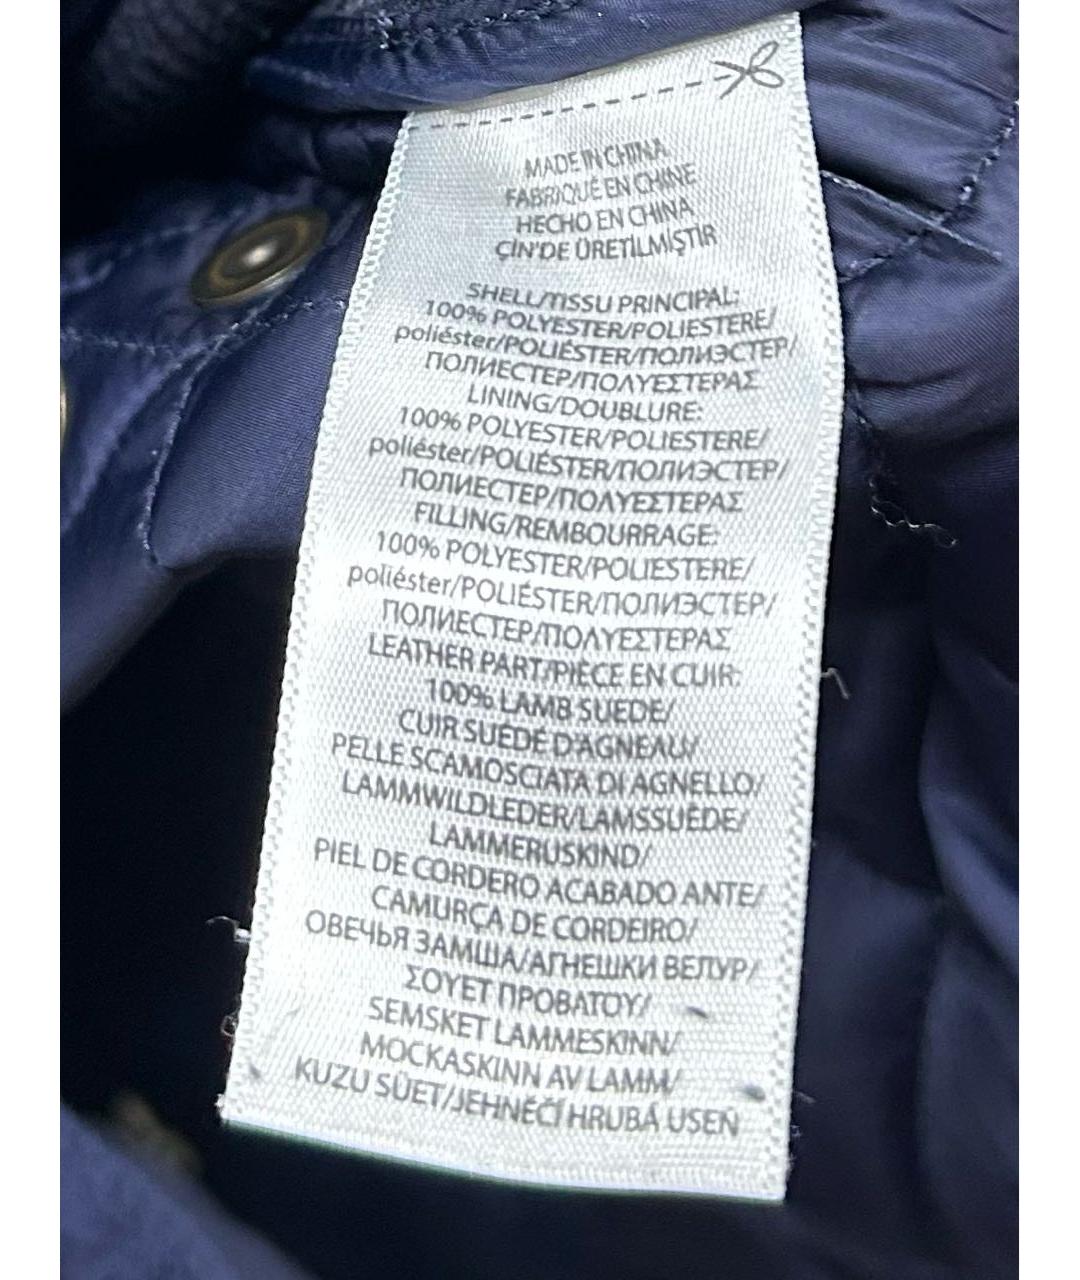 MADE IN CHINA
FABRIQUÉ EN CHINE
HECHO EN CHINA
ÇİN'DE ÜRETİLMİŞTİR
SHELL/TISSU PRINCIPAL:
100% POLYESTER/POLIESTERE/
poliéster/POLIÉSTER/ПОЛИЭСТЕР/
ПОЛИЕСТЕР/ΠΟΛΥΕΣΤΕΡΑΣ
LINING/DOUBLURE:
100% POLYESTER/POLIESTERE/
poliéster/POLIÉSTER/ПОЛИЭСТЕР/
ПОЛИЕСТЕР/ΠΟΛΥΕΣΤΕΡΑΣ
FILLING/REMBOURRAGE:
100% POLYESTER/POLIESTERE/
poliéster/POLIÉSTER/ПОЛИЭСТЕР/
ПОЛИЕСТЕР/ΠΟΛΥΕΣΤΕΡΑΣ
LEATHER PART/PIÈCE EN CUIR:
100% LAMB SUEDE/
CUIR SUÉDÉ D'AGNEAU/
PELLE SCAMOSCIATA DI AGNELLO/
LAMMWILDLEDER/LAMSSUÈDE/
LAMMERUSKIND/
PIEL DE CORDERO ACABADO ANTE/
CAMURÇA DE CORDEIRO/
ОВЕЧЬЯ ЗАМША/АГНЕШКИ ВЕЛУР/
ΣΟΥΕΤ ΠΡΟΒΑΤΟΥ/
SEMSKET LAMMESKINN/
MOCKASKINN AV LAMM/
KUZU SÜET/JEHNĚČÍ HRUBÁ USEŇ